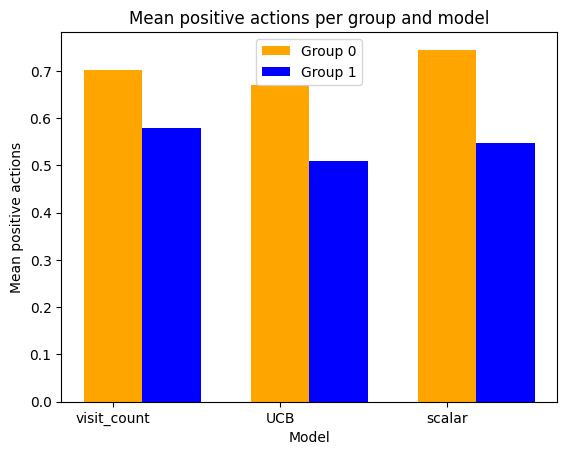 Mean positive actions per group and model
Group 0
Group 1
Mean positive actions
0.7
0.6
0.5
0.4
0.3
0.2
0.1
0.0
visit_count UCB scalar
Model